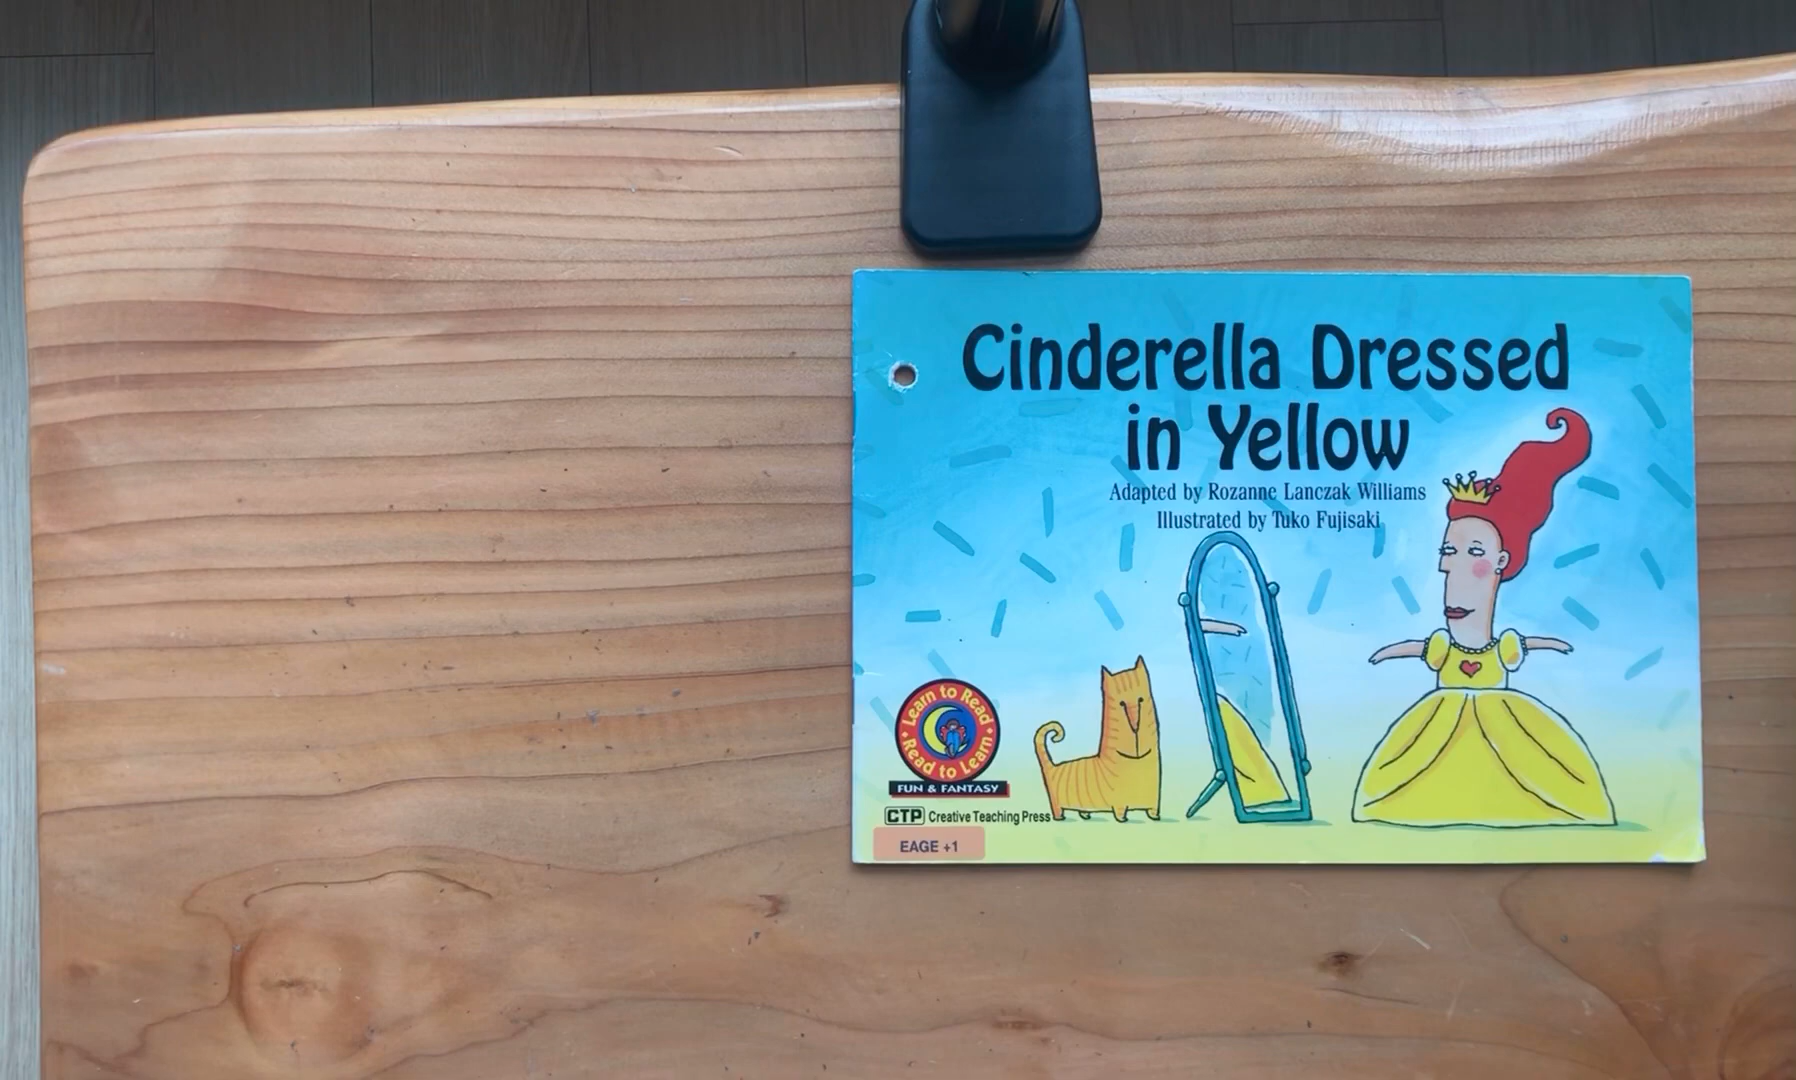 Cinderella Dressed
in Yellow
Adapted by Rozanne Lanczak Williams
Illustrated by Tuko Fujisaki
Learn to Read
Read to Learn
FUN & FANTASY
CTP Creative Teaching Press
EAGE +1